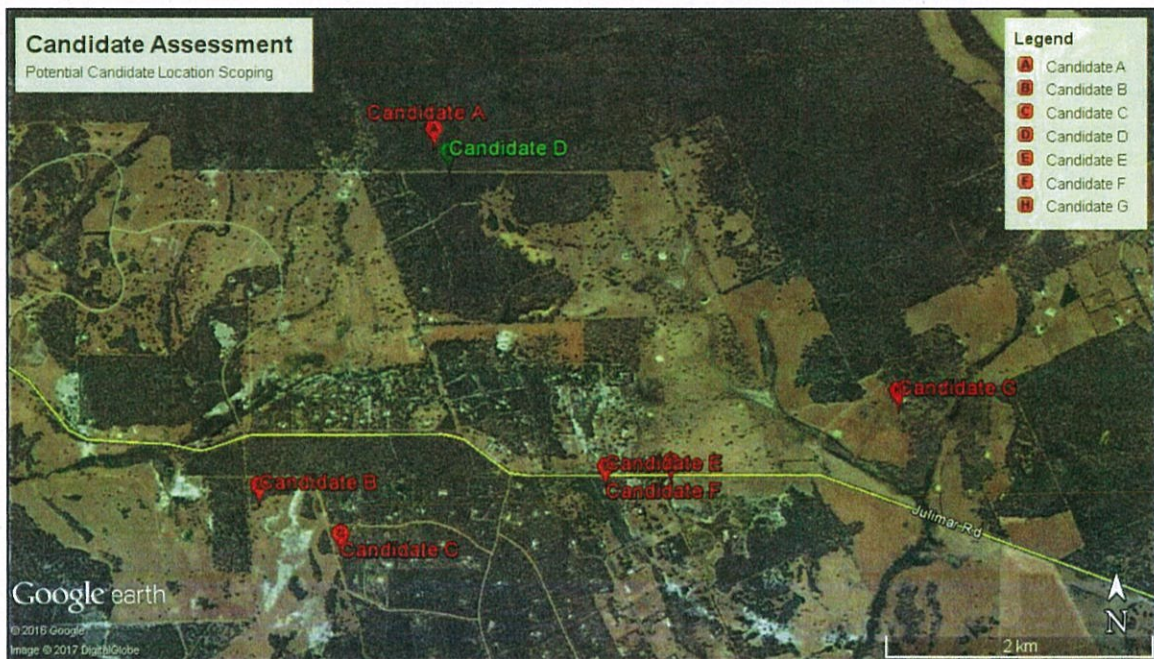 Candidate Assessment
Potential Candidate Location Scoping
Legend
A Candidate A
B Candidate B
C Candidate C
D Candidate D
E Candidate E
F Candidate F
H Candidate G
Candidate A
Candidate D
Candidate G
Candidate E
Candidate B
Candidate F
Julimar Rd
Candidate C
Google earth
© 2016 Google
Image © 2017 DigitalGlobe
N
2 km